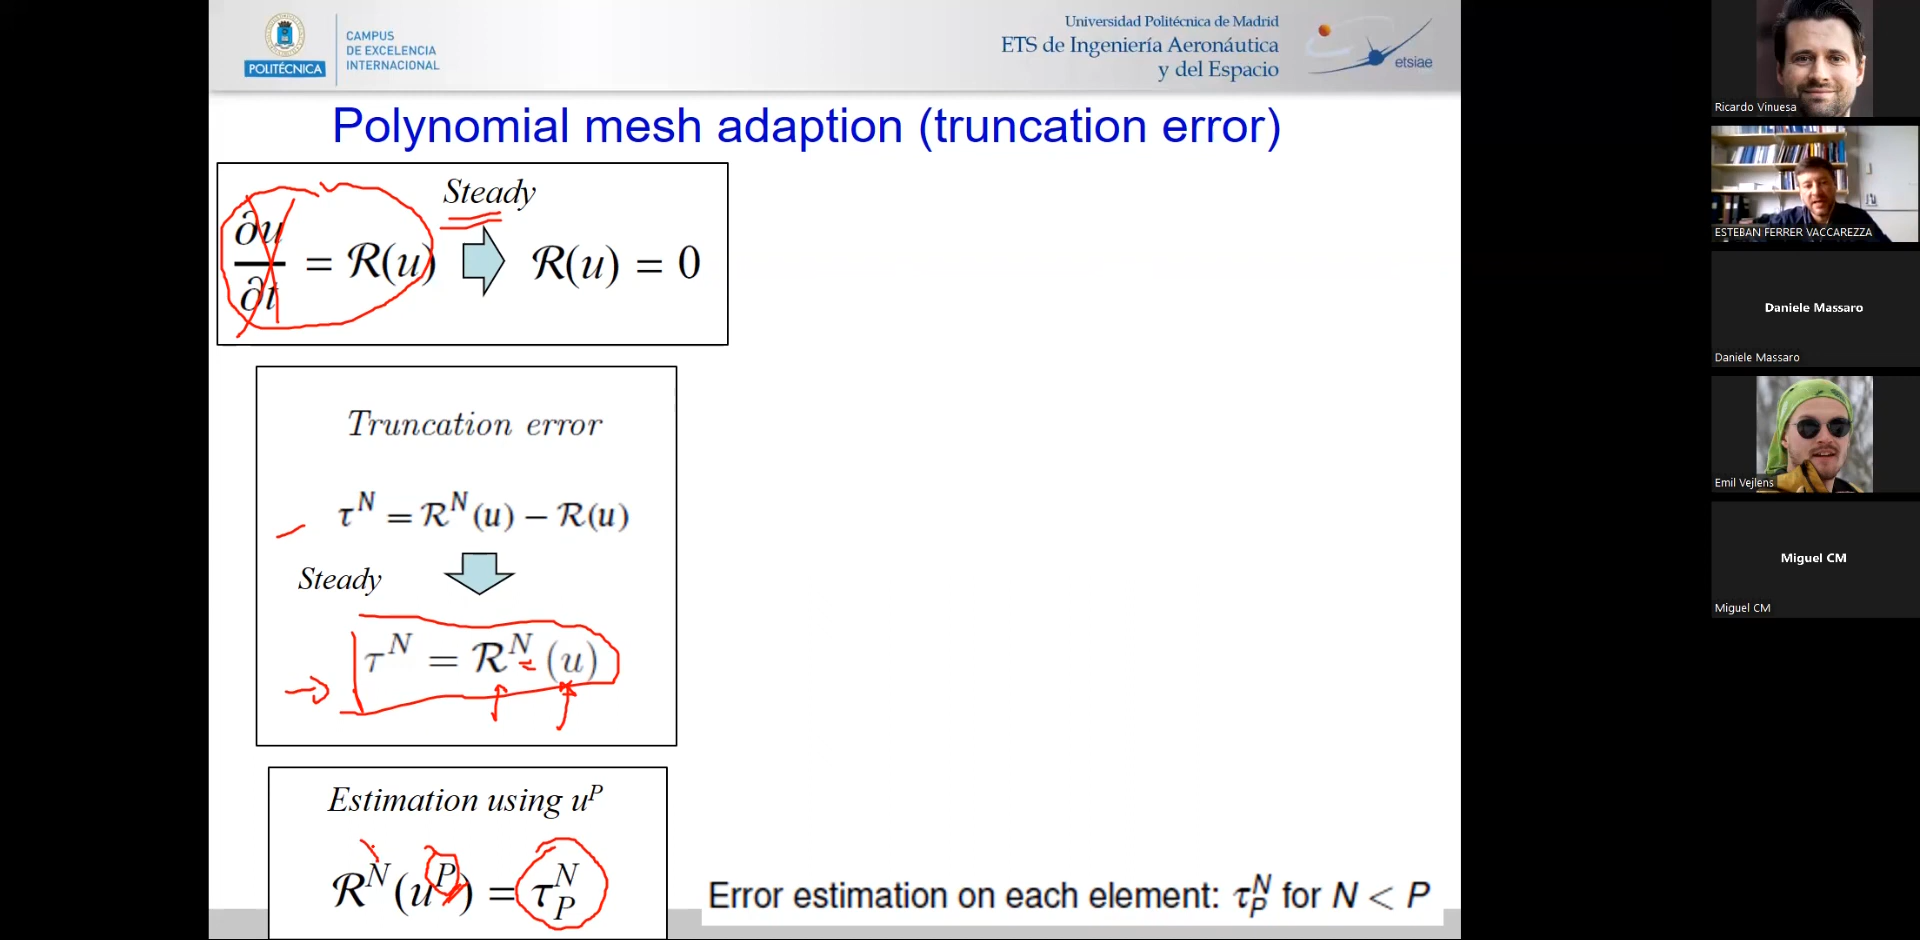 POLITÉCNICA
CAMPUS
DE EXCELENCIA
INTERNACIONAL
Universidad Politécnica de Madrid
ETS de Ingeniería Aeronáutica
y del Espacio
etsiae
Polynomial mesh adaption (truncation error)
Steady
∂u/∂t = ℛ(u)
ℛ(u) = 0
Truncation error
τ^N = ℛ^N(u) − ℛ(u)
Steady
τ^N = ℛ^N(u)
Estimation using u^P
ℛ^N(u^P) = τ_P^N
Error estimation on each element: τ_P^N for N < P
Ricardo Vinuesa
ESTEBAN FERRER VACCAREZZA
Daniele Massaro
Daniele Massaro
Emil Vejlens
Miguel CM
Miguel CM